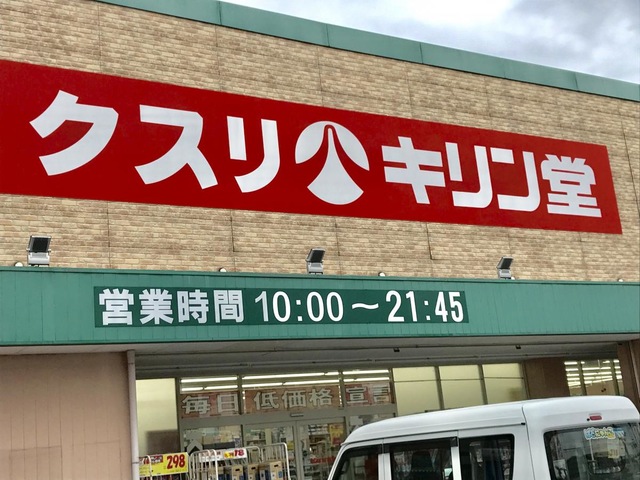 クスリ キリン堂
営業時間 10:00～21:45
毎日 低価格 宣言
298
78